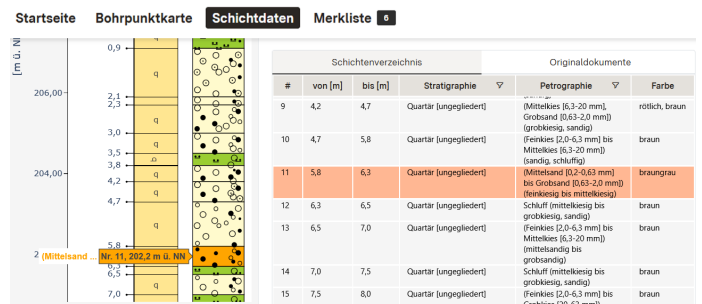 Startseite Bohrpunktkarte Schichtdaten Merkliste 6
[m ü. N
206,00
204,00
2
0,9
2,1
2,3
3,0
3,5
3,8
4,2
4,7
5,8
6,3
6,5
7,0
q
q
q
q
q
q
q
q
q
(Mittelsand ... Nr. 11, 202,2 m ü. NN
Schichtenverzeichnis Originaldokumente
# von [m] bis [m] Stratigraphie Petrographie Farbe
9 4,2 4,7 Quartär [ungegliedert] (Mittelkies [6,3-20 mm], rötlich, braun
Grobsand [0,63-2,0 mm])
(grobkiesig, sandig)
10 4,7 5,8 Quartär [ungegliedert] (Feinkies [2,0-6,3 mm] bis braun
Mittelkies [6,3-20 mm])
(sandig, schluffig)
11 5,8 6,3 Quartär [ungegliedert] (Mittelsand [0,2-0,63 mm] braungrau
bis Grobsand [0,63-2,0 mm])
(feinkiesig bis mittelkiesig)
12 6,3 6,5 Quartär [ungegliedert] Schluff (mittelkiesig bis braun
grobkiesig, sandig)
13 6,5 7,0 Quartär [ungegliedert] (Feinkies [2,0-6,3 mm] bis braun
Mittelkies [6,3-20 mm])
(mittelsandig bis
grobsandig)
14 7,0 7,5 Quartär [ungegliedert] Schluff (mittelkiesig bis braun
grobkiesig, sandig)
15 7,5 8,0 Quartär [ungegliedert] (Feinkies [2,0-6,3 mm] bis braun